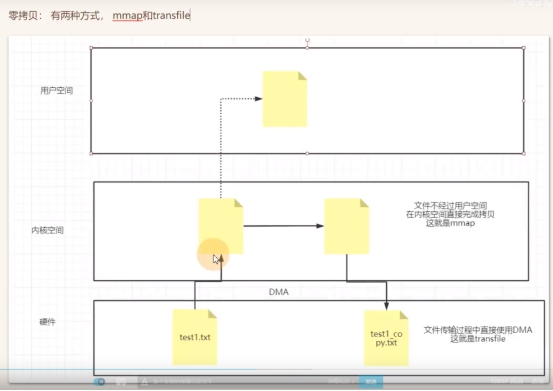 零拷贝： 有两种方式， mmap和transfile
用户空间
内核空间
文件不经过用户空间
在内核空间直接完成拷贝
这就是mmap
DMA
硬件
test1.txt
test1_co
py.txt
文件传输过程中直接使用DMA
这就是transfile